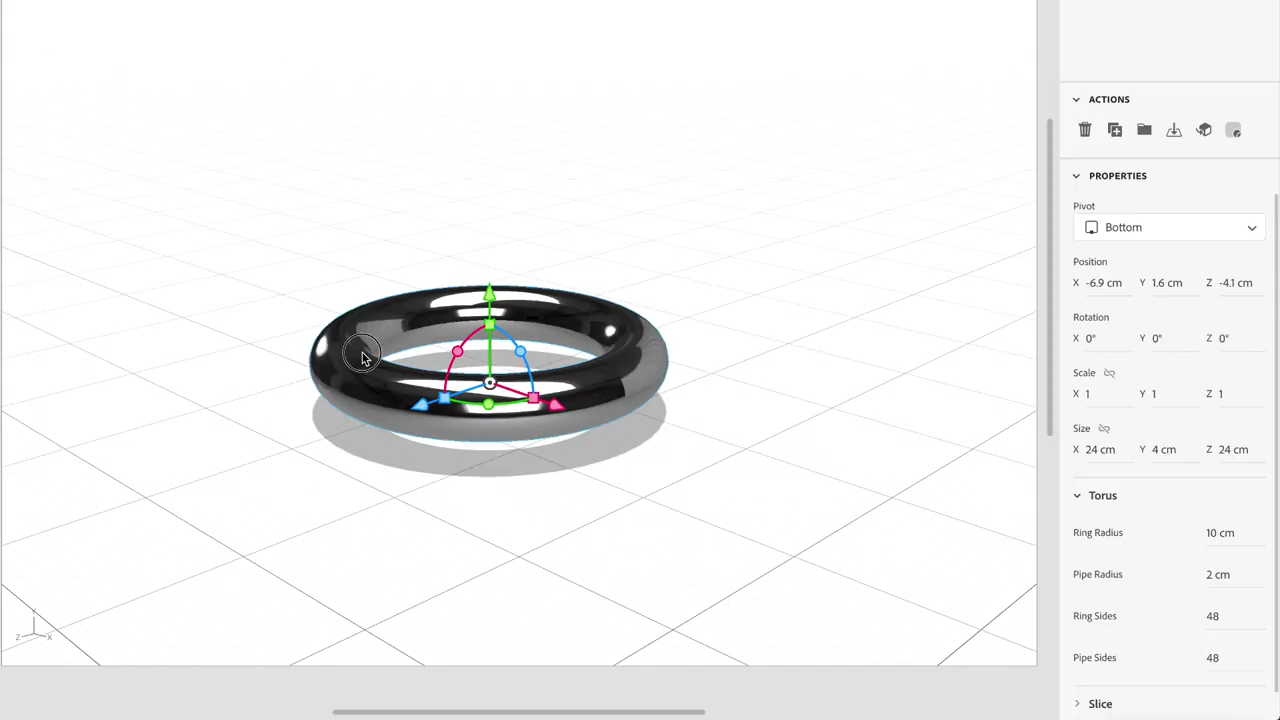 ACTIONS
PROPERTIES
Pivot
Bottom
Position
X -6.9 cm Y 1.6 cm Z -4.1 cm
Rotation
X 0° Y 0° Z 0°
Scale
X 1 Y 1 Z 1
Size
X 24 cm Y 4 cm Z 24 cm
Torus
Ring Radius 10 cm
Pipe Radius 2 cm
Ring Sides 48
Pipe Sides 48
Slice
Y
Z X